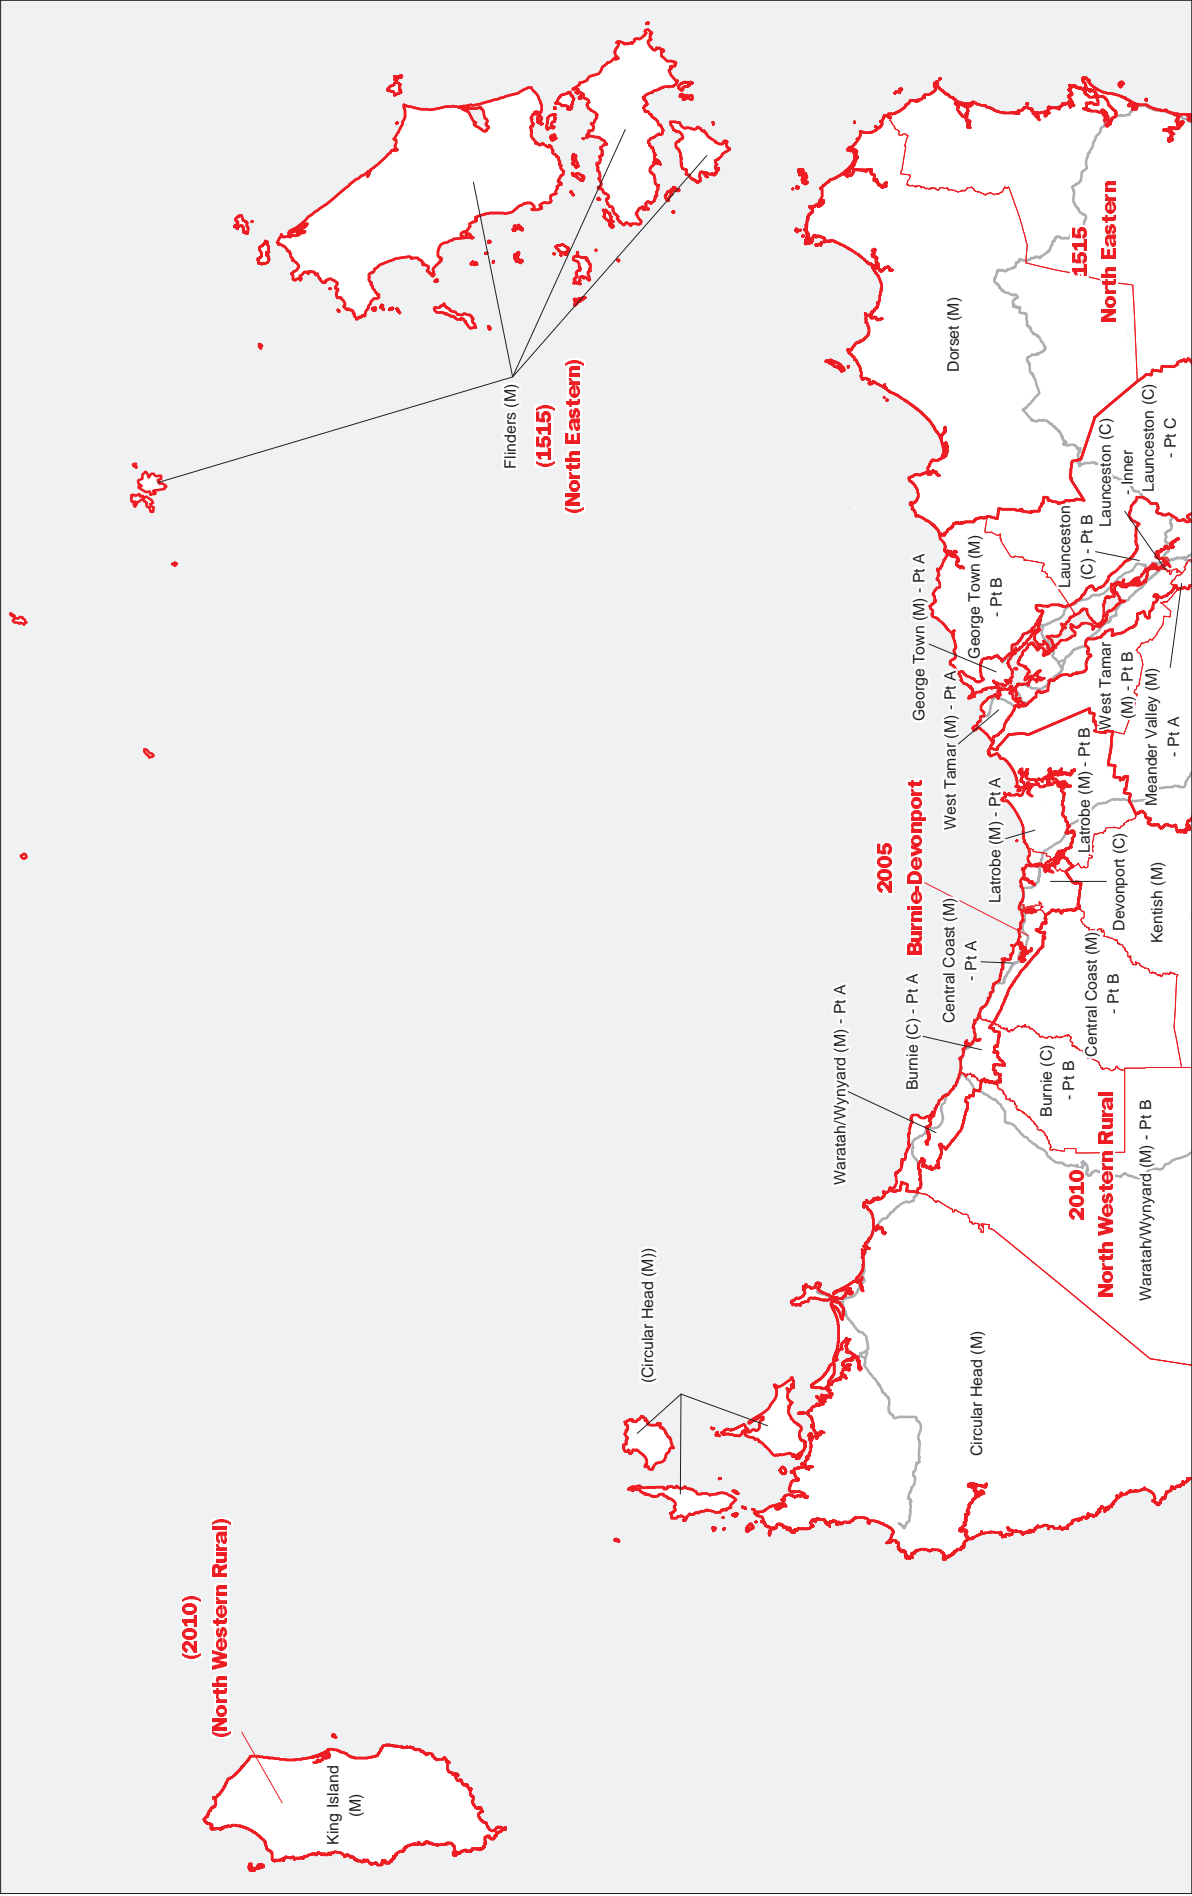 (2010)
(North Western Rural)
King Island
(M)
(Circular Head (M))
Circular Head (M)
Waratah/Wynyard (M) - Pt A
2010
North Western Rural
Waratah/Wynyard (M) - Pt B
Burnie (C) - Pt A
Burnie (C)
- Pt B
Central Coast (M)
- Pt A
Central Coast (M)
- Pt B
2005
Burnie-Devonport
Devonport (C)
Kentish (M)
Latrobe (M) - Pt A
Latrobe (M) - Pt B
West Tamar (M) - Pt A
West Tamar
(M) - Pt B
Meander Valley (M)
- Pt A
George Town (M) - Pt A
George Town (M)
- Pt B
Launceston
(C) - Pt B
Launceston (C)
- Inner
Launceston (C)
- Pt C
Flinders (M)
(1515)
(North Eastern)
Dorset (M)
1515
North Eastern